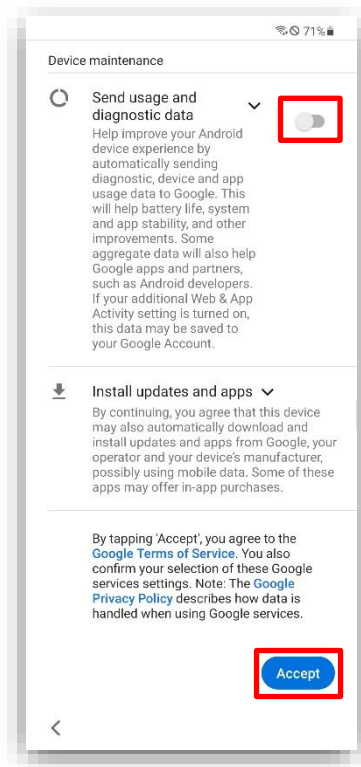 71%
Device maintenance
Send usage and
diagnostic data
Help improve your Android
device experience by
automatically sending
diagnostic, device and app
usage data to Google. This
will help battery life, system
and app stability, and other
improvements. Some
aggregate data will also help
Google apps and partners,
such as Android developers.
If your additional Web & App
Activity setting is turned on,
this data may be saved to
your Google Account.
Install updates and apps
By continuing, you agree that this device
may also automatically download and
install updates and apps from Google, your
operator and your device's manufacturer,
possibly using mobile data. Some of these
apps may offer in-app purchases.
By tapping 'Accept', you agree to the
Google Terms of Service. You also
confirm your selection of these Google
services settings. Note: The Google
Privacy Policy describes how data is
handled when using Google services.
Accept